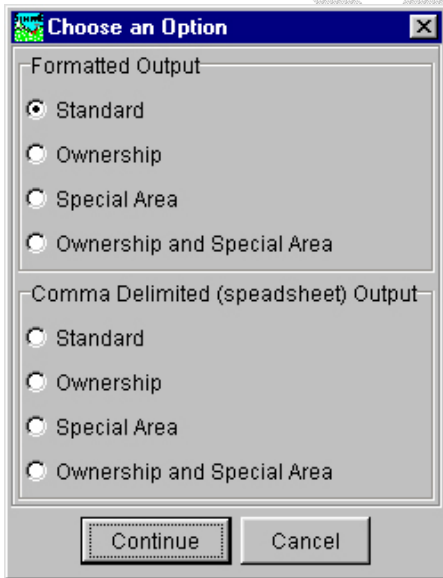 Choose an Option
Formatted Output
Standard
Ownership
Special Area
Ownership and Special Area
Comma Delimited (speadsheet) Output
Standard
Ownership
Special Area
Ownership and Special Area
Continue Cancel